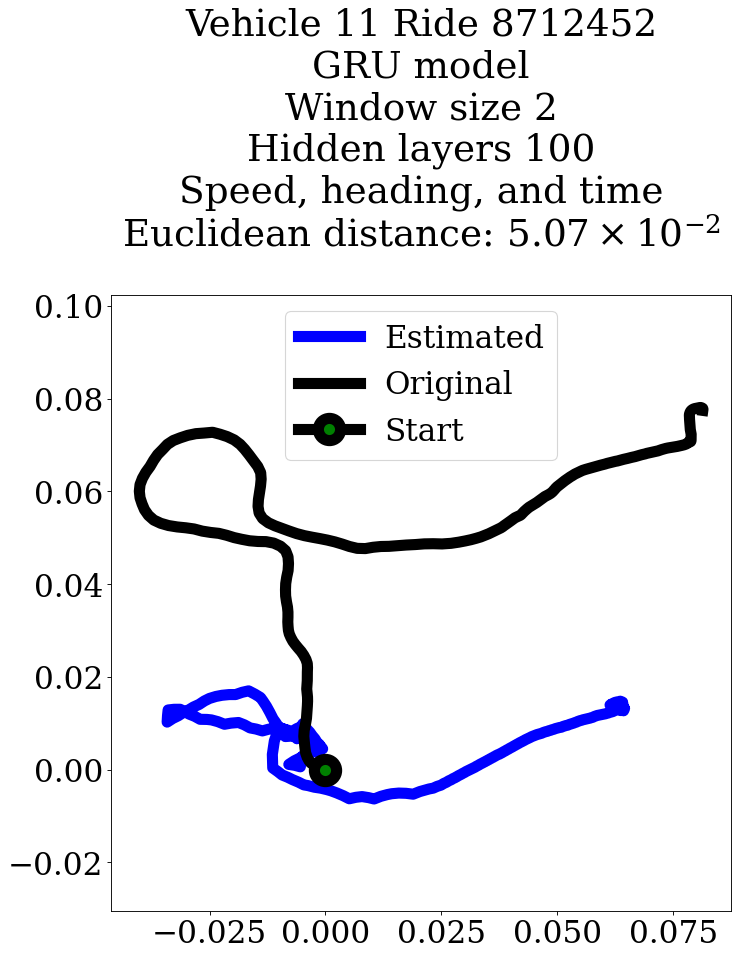 Vehicle 11 Ride 8712452
GRU model
Window size 2
Hidden layers 100
Speed, heading, and time
Euclidean distance: 5.07 × 10⁻²
0.10
0.08
0.06
0.04
0.02
0.00
−0.02
Estimated
Original
Start
−0.025 0.000 0.025 0.050 0.075